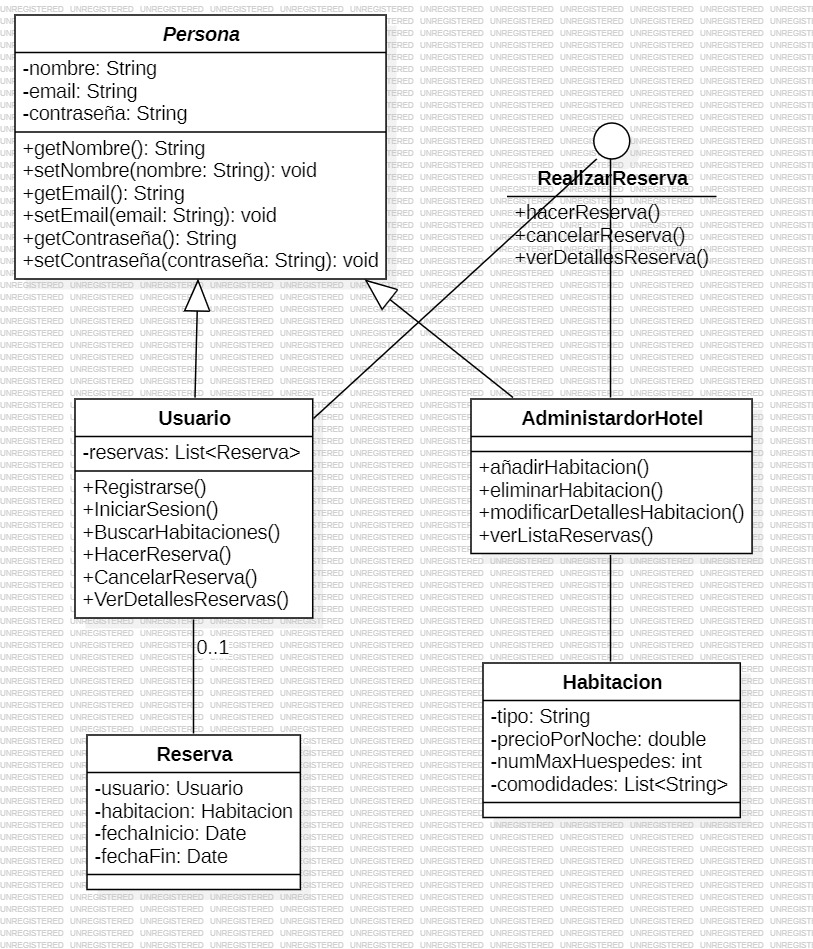 Persona
-nombre: String
-email: String
-contraseña: String
+getNombre(): String
+setNombre(nombre: String): void
+getEmail(): String
+setEmail(email: String): void
+getContraseña(): String
+setContraseña(contraseña: String): void
RealizarReserva
+hacerReserva()
+cancelarReserva()
+verDetallesReserva()
Usuario
-reservas: List<Reserva>
+Registrarse()
+IniciarSesion()
+BuscarHabitaciones()
+HacerReserva()
+CancelarReserva()
+VerDetallesReservas()
AdministardorHotel
+añadirHabitacion()
+eliminarHabitacion()
+modificarDetallesHabitacion()
+verListaReservas()
0..1
Reserva
-usuario: Usuario
-habitacion: Habitacion
-fechaInicio: Date
-fechaFin: Date
Habitacion
-tipo: String
-precioPorNoche: double
-numMaxHuespedes: int
-comodidades: List<String>
UNREGISTERED